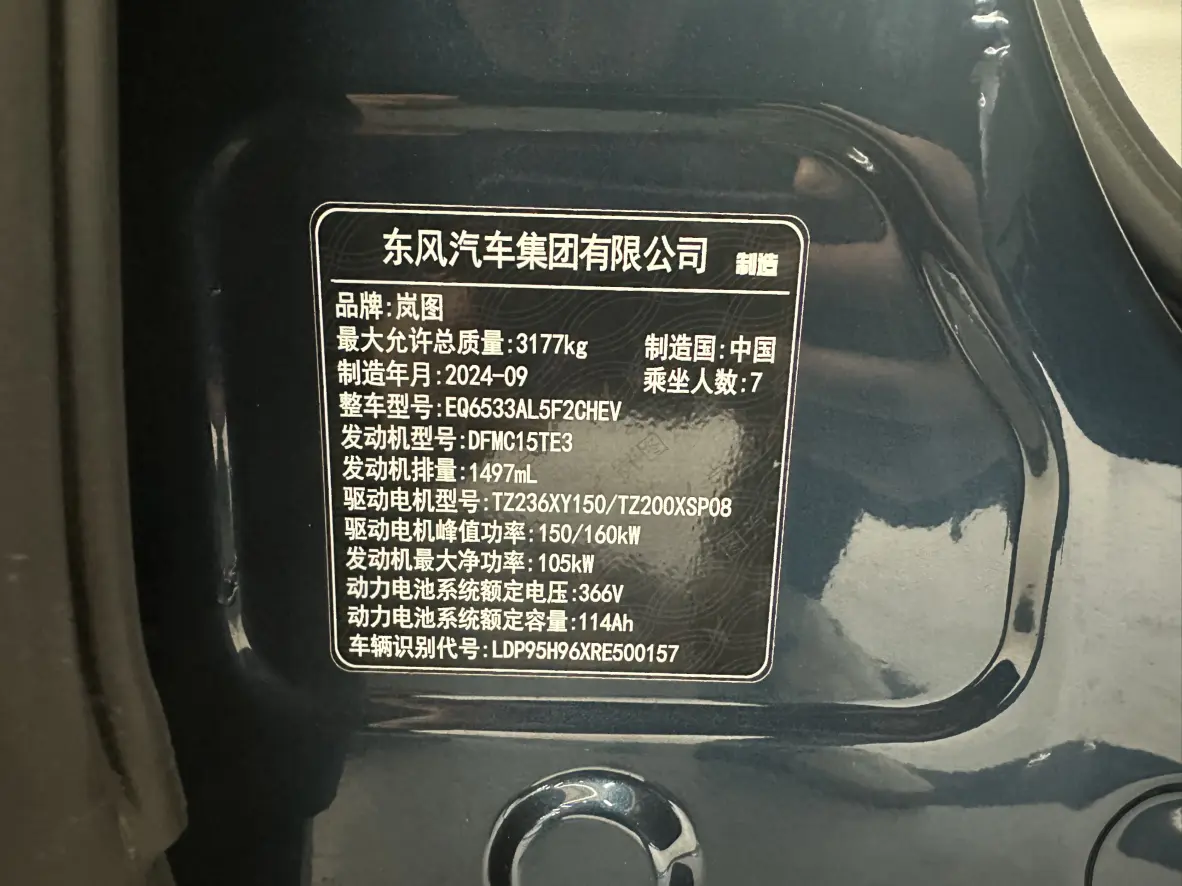 东风汽车集团有限公司 制造
品牌:岚图
最大允许总质量:3177kg 制造国:中国
制造年月:2024-09 乘坐人数:7
整车型号:EQ6533AL5F2CHEV
发动机型号:DFMC15TE3
发动机排量:1497mL
驱动电机型号:TZ236XY150/TZ200XSP08
驱动电机峰值功率:150/160kW
发动机最大净功率:105kW
动力电池系统额定电压:366V
动力电池系统额定容量:114Ah
车辆识别代号:LDP95H96XRE500157